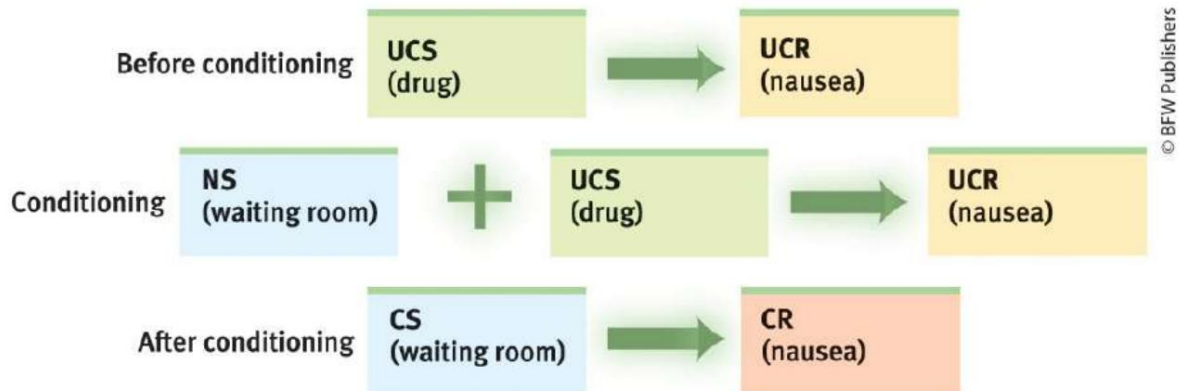 Before conditioning
UCS
(drug)
UCR
(nausea)
Conditioning
NS
(waiting room)
+
UCS
(drug)
UCR
(nausea)
After conditioning
CS
(waiting room)
CR
(nausea)
© BFW Publishers